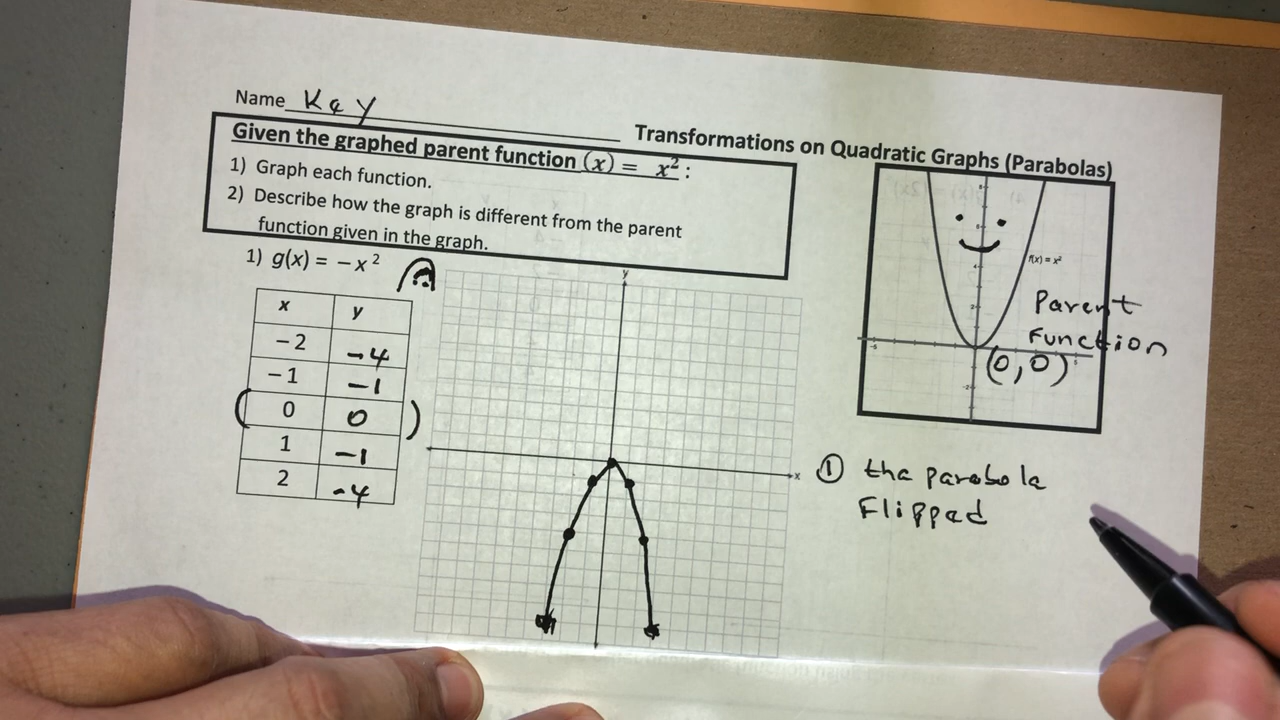 Name Key
Transformations on Quadratic Graphs (Parabolas)
Given the graphed parent function (x) = x²:
1) Graph each function.
2) Describe how the graph is different from the parent
function given in the graph.
1) g(x) = −x²
x y
−2 −4
−1 −1
( 0 0 )
1 −1
2 −4
y
x
f(x) = x²
Parent
Function
(0,0)
① the parabola
Flipped